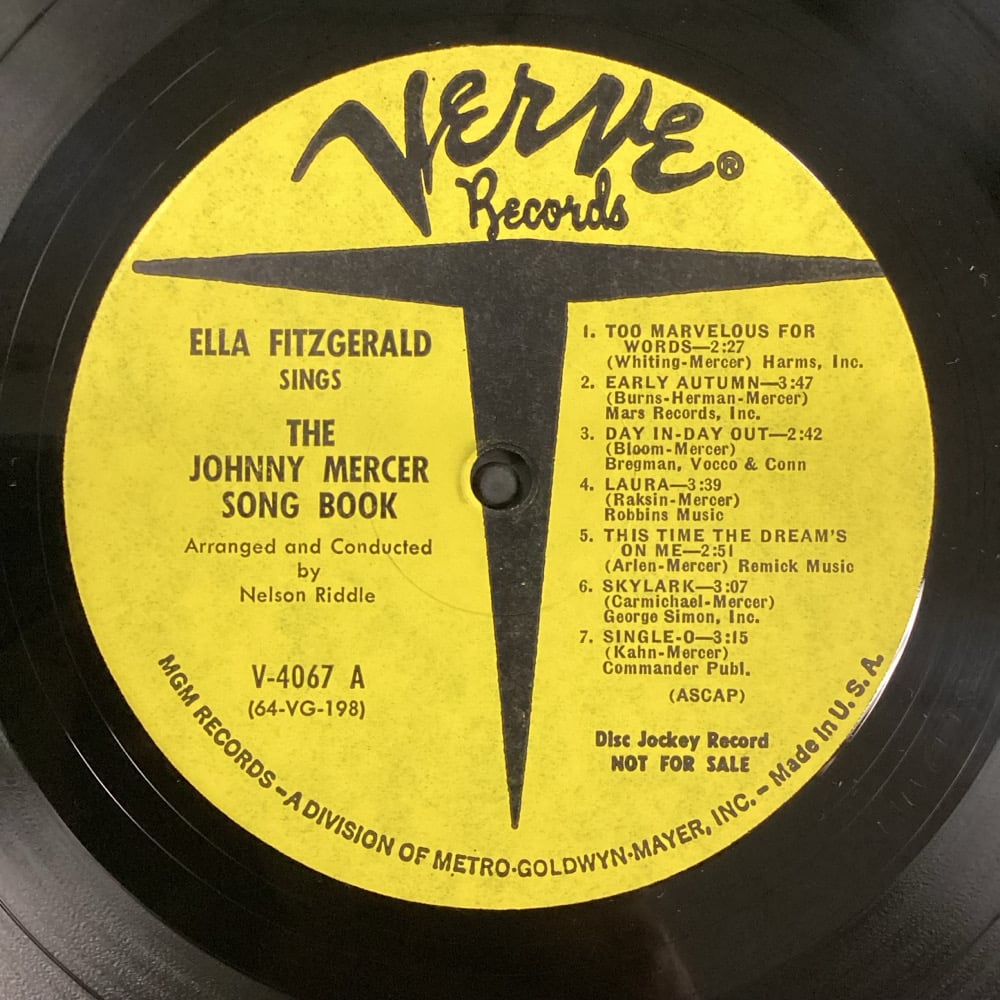 VERVE®
Records
ELLA FITZGERALD
SINGS
THE
JOHNNY MERCER
SONG BOOK
Arranged and Conducted
by
Nelson Riddle
V-4067 A
(64-VG-198)
1. TOO MARVELOUS FOR
WORDS—2:27
(Whiting-Mercer) Harms, Inc.
2. EARLY AUTUMN—3:47
(Burns-Herman-Mercer)
Mars Records, Inc.
3. DAY IN-DAY OUT—2:42
(Bloom-Mercer)
Bregman, Vocco & Conn
4. LAURA—3:39
(Raksin-Mercer)
Robbins Music
5. THIS TIME THE DREAM'S
ON ME—2:51
(Arlen-Mercer) Remick Music
6. SKYLARK—3:07
(Carmichael-Mercer)
George Simon, Inc.
7. SINGLE-O—3:15
(Kahn-Mercer)
Commander Publ.
(ASCAP)
Disc Jockey Record
NOT FOR SALE
MGM RECORDS – A DIVISION OF METRO-GOLDWYN-MAYER, INC. – Made in U. S. A.